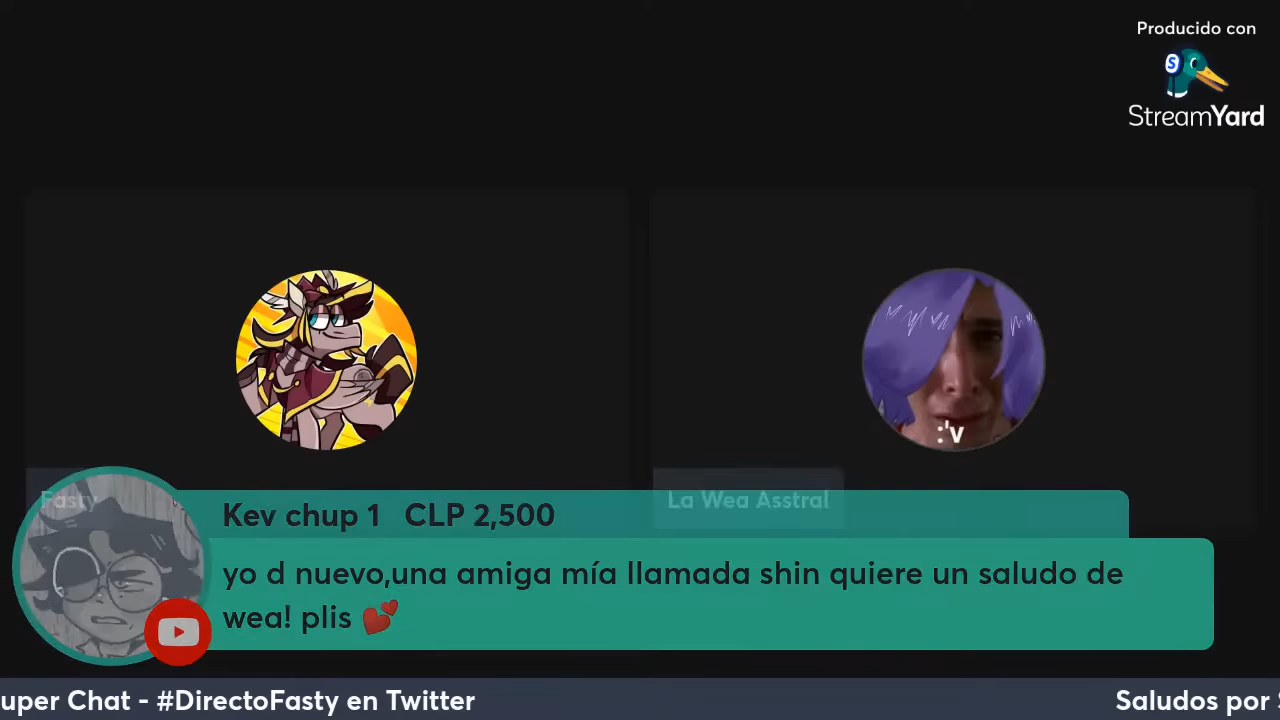 Producido con
StreamYard
:'v
Fasty
La Wea Asstral
Kev chup 1 CLP 2,500
yo d nuevo,una amiga mía llamada shin quiere un saludo de
wea! plis 💕
uper Chat - #DirectoFasty en Twitter
Saludos por S